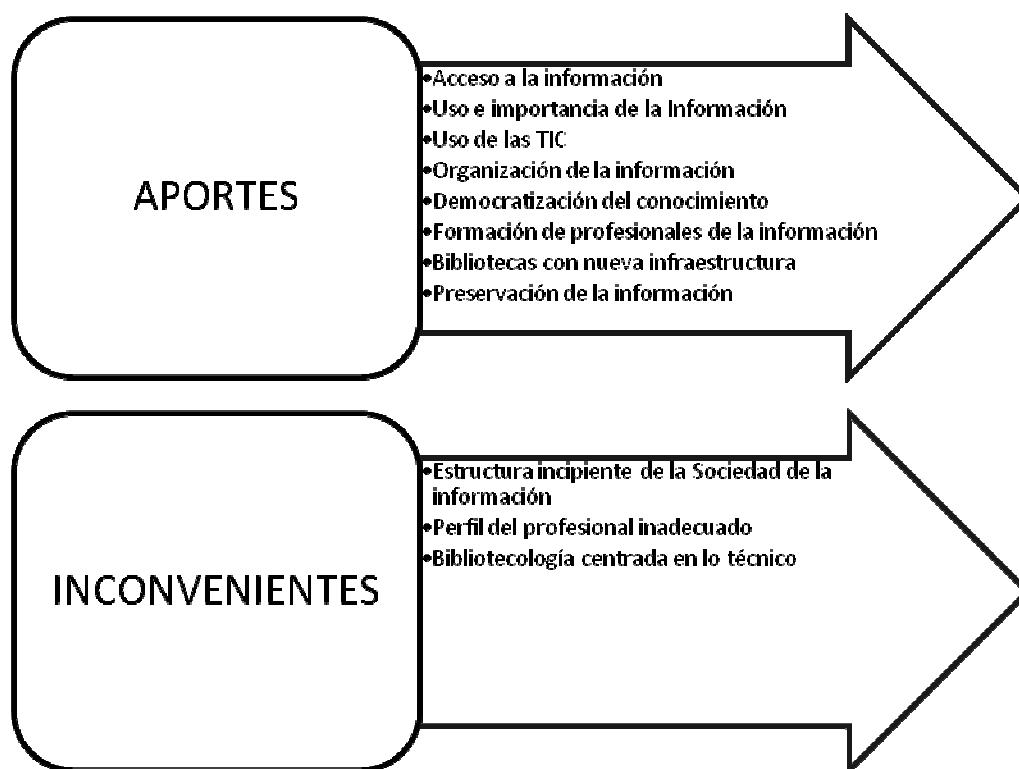 APORTES
•Acceso a la información
•Uso e importancia de la Información
•Uso de las TIC
•Organización de la información
•Democratización del conocimiento
•Formación de profesionales de la información
•Bibliotecas con nueva infraestructura
•Preservación de la información
INCONVENIENTES
•Estructura incipiente de la Sociedad de la
información
•Perfil del profesional inadecuado
•Bibliotecología centrada en lo técnico